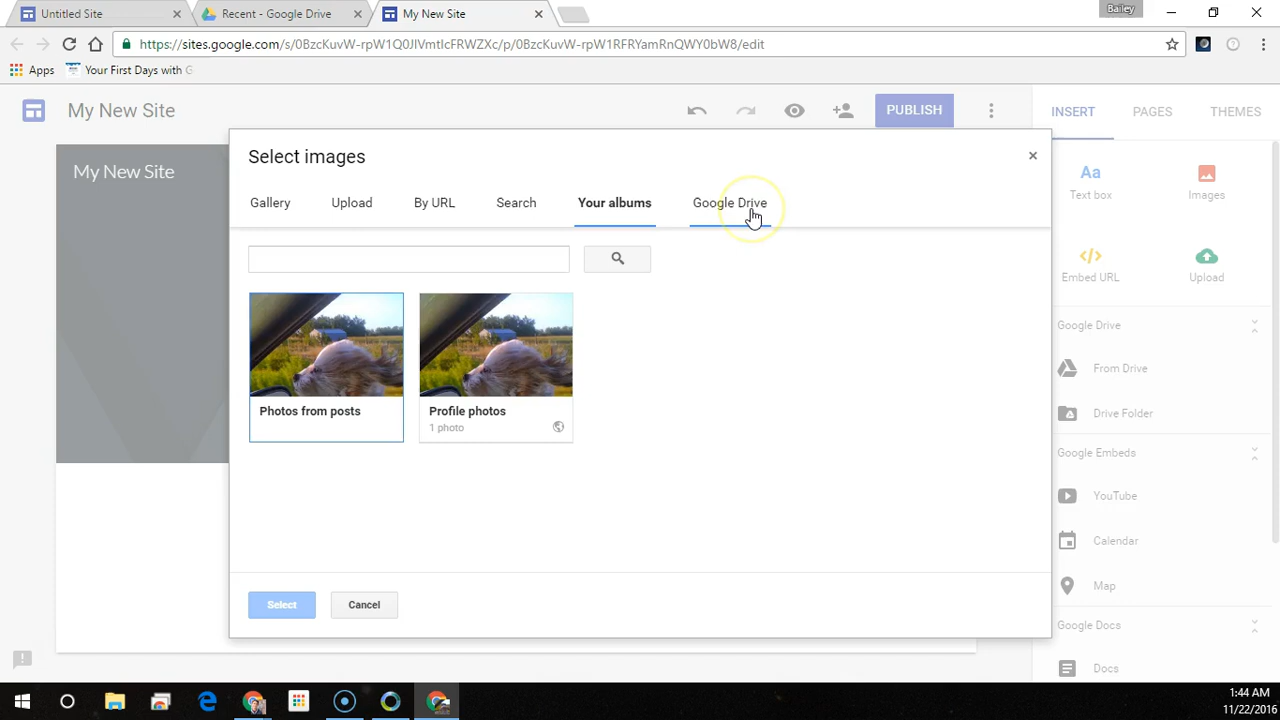 Untitled Site
Recent - Google Drive
My New Site
Bailey
https://sites.google.com/s/0BzcKuvW-rpW1Q0JIVmtIcFRWZXc/p/0BzcKuvW-rpW1RFRYamRnQWY0bW8/edit
Apps
Your First Days with G
My New Site
PUBLISH
INSERT
PAGES
THEMES
My New Site
Select images
Gallery
Upload
By URL
Search
Your albums
Google Drive
Photos from posts
Profile photos
1 photo
Select
Cancel
Aa
Text box
Images
Embed URL
Upload
Google Drive
From Drive
Drive Folder
Google Embeds
YouTube
Calendar
Map
Google Docs
Docs
1:44 AM
11/22/2016